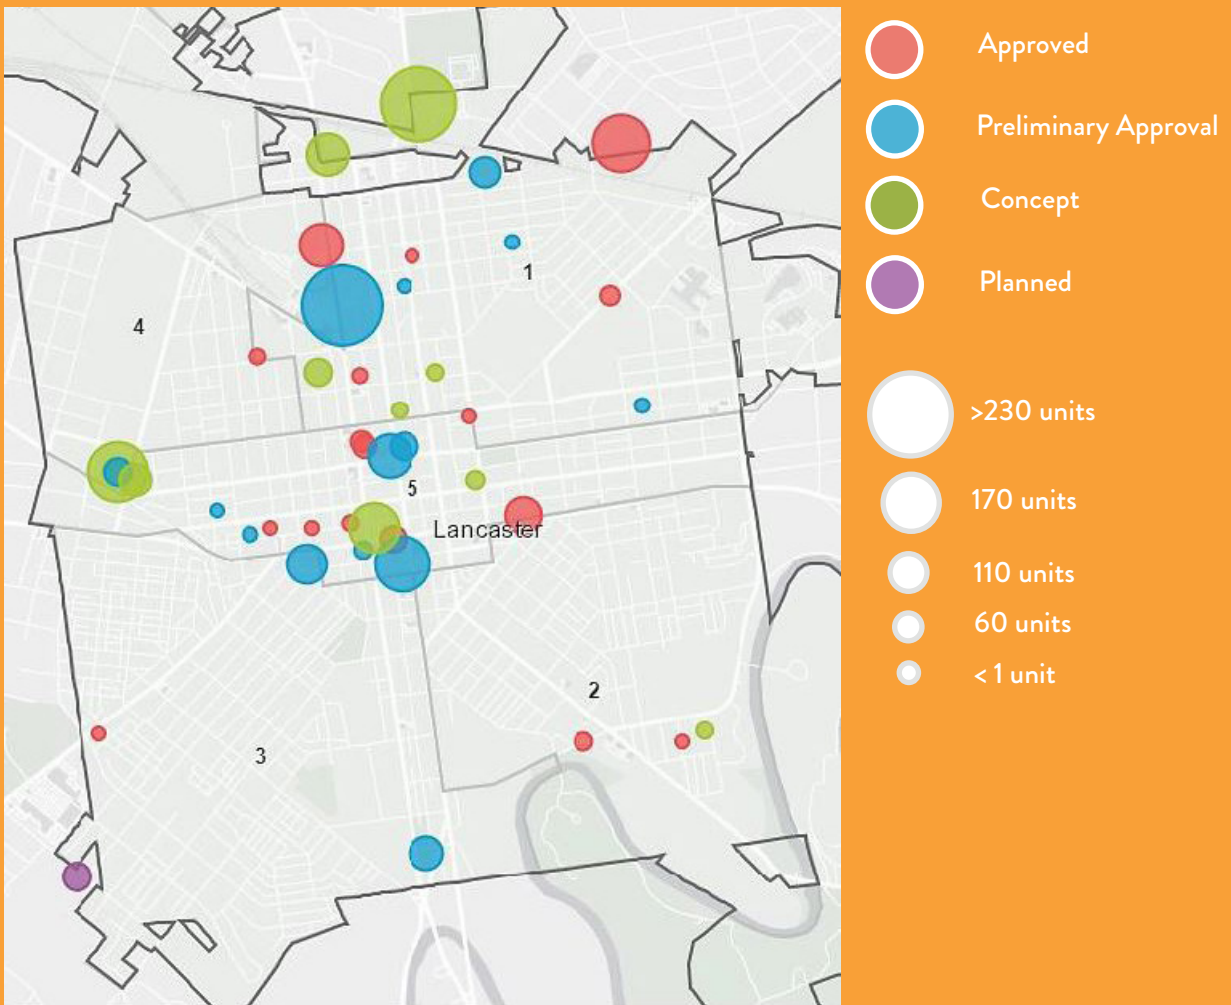 Approved
Preliminary Approval
Concept
Planned
>230 units
170 units
110 units
60 units
< 1 unit
1
4
5
Lancaster
2
3